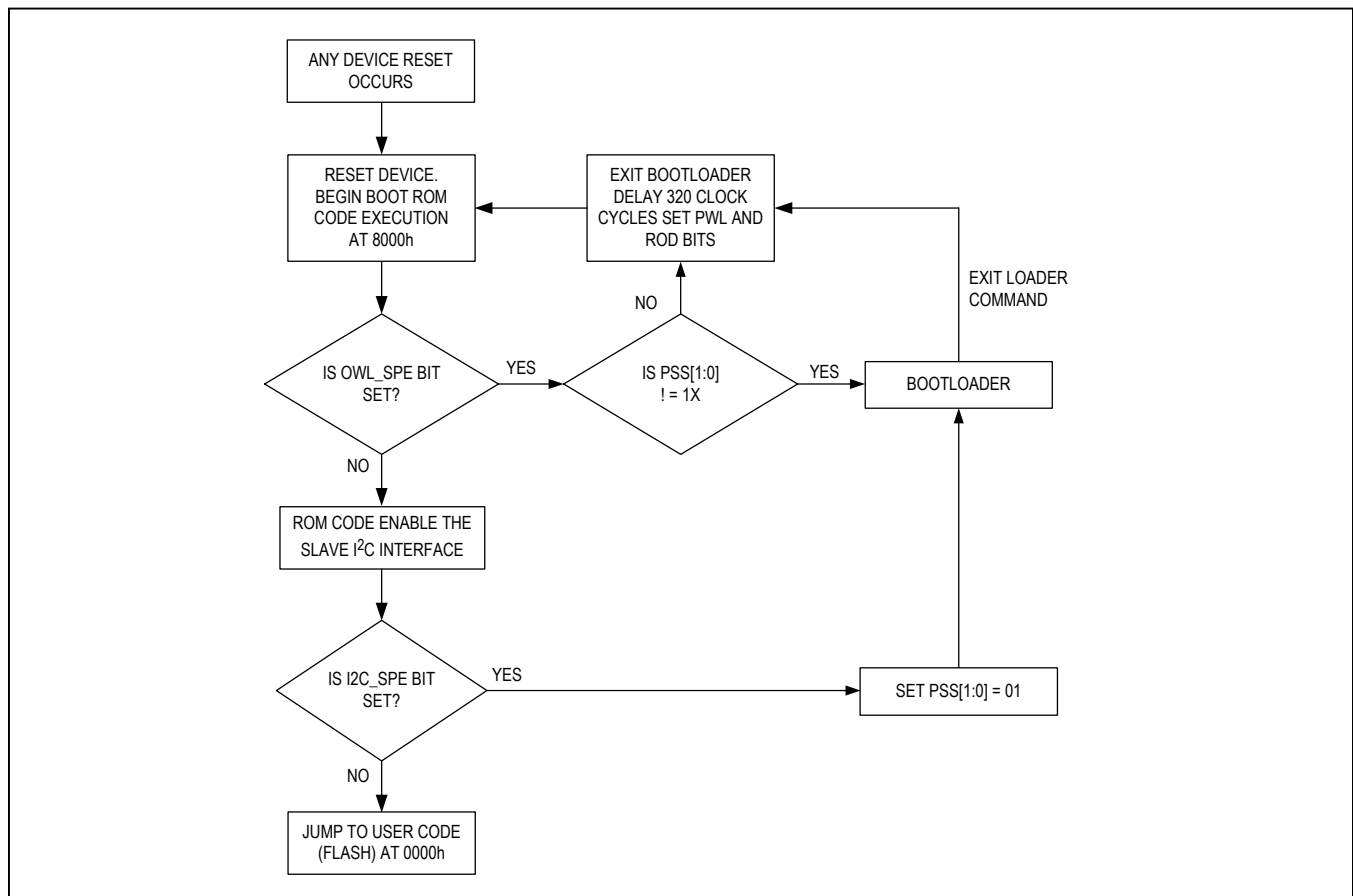 ANY DEVICE RESET
OCCURS
RESET DEVICE.
BEGIN BOOT ROM
CODE EXECUTION
AT 8000h
EXIT BOOTLOADER
DELAY 320 CLOCK
CYCLES SET PWL AND
ROD BITS
EXIT LOADER
COMMAND
NO
IS OWL_SPE BIT
SET?
YES
IS PSS[1:0]
! = 1X
YES
BOOTLOADER
NO
ROM CODE ENABLE THE
SLAVE I²C INTERFACE
IS I2C_SPE BIT
SET?
YES
SET PSS[1:0] = 01
NO
JUMP TO USER CODE
(FLASH) AT 0000h